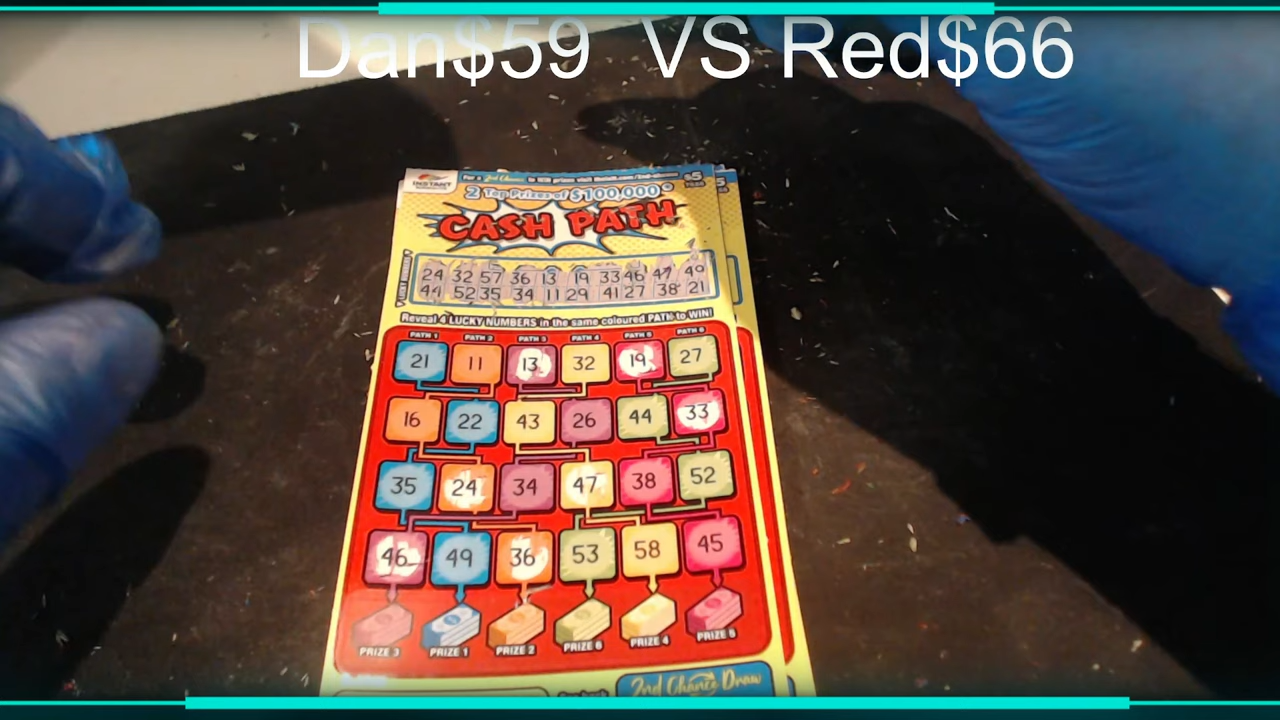 Dan$59 VS Red$66
INSTANT
$5
2 Top Prizes of $100,000
CASH PATH
24 32 57 36 13 19 33 46 47 49
44 52 35 34 11 29 41 27 38 21
Reveal 4 LUCKY NUMBERS in the same coloured PATH to WIN!
PATH 1 PATH 2 PATH 3 PATH 4 PATH 5 PATH 6
21 11 13 32 19 27
16 22 43 26 44 33
35 24 34 47 38 52
46 49 36 53 58 45
PRIZE 3 PRIZE 1 PRIZE 2 PRIZE 6 PRIZE 4 PRIZE 5
2nd Chance Draw